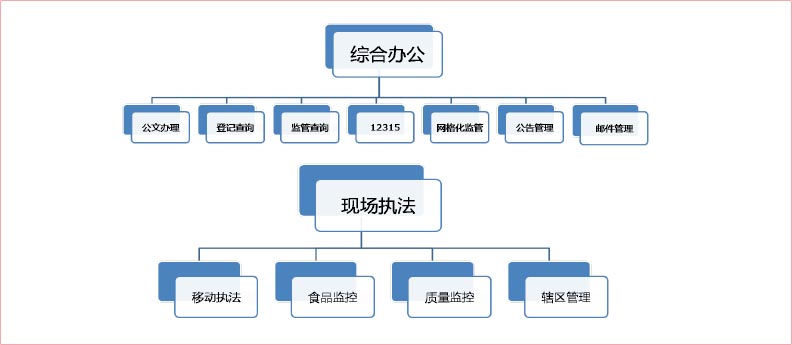 综合办公
公文办理
登记查询
监管查询
12315
网格化监管
公告管理
邮件管理
现场执法
移动执法
食品监控
质量监控
辖区管理